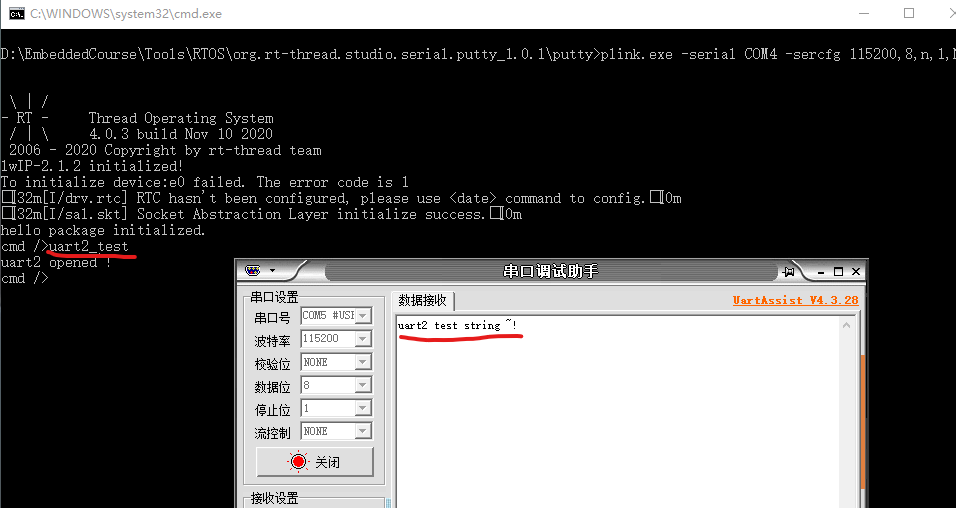 C:\WINDOWS\system32\cmd.exe
D:\EmbeddedCourse\Tools\RTOS\org.rt-thread.studio.serial.putty_1.0.1\putty>plink.exe -serial COM4 -sercfg 115200,8,n,1,N
\ | /
- RT -     Thread Operating System
/ | \     4.0.3 build Nov 10 2020
2006 - 2020 Copyright by rt-thread team
lwIP-2.1.2 initialized!
To initialize device:e0 failed. The error code is 1
[32m[I/drv.rtc] RTC hasn't been configured, please use <date> command to config.[0m
[32m[I/sal.skt] Socket Abstraction Layer initialize success.[0m
hello package initialized.
cmd />uart2_test
uart2 opened !
cmd />
串口调试助手
串口设置
串口号 COM5 #USB
波特率 115200
校验位 NONE
数据位 8
停止位 1
流控制 NONE
关闭
接收设置
数据接收
UartAssist V4.3.26
uart2 test string ~!